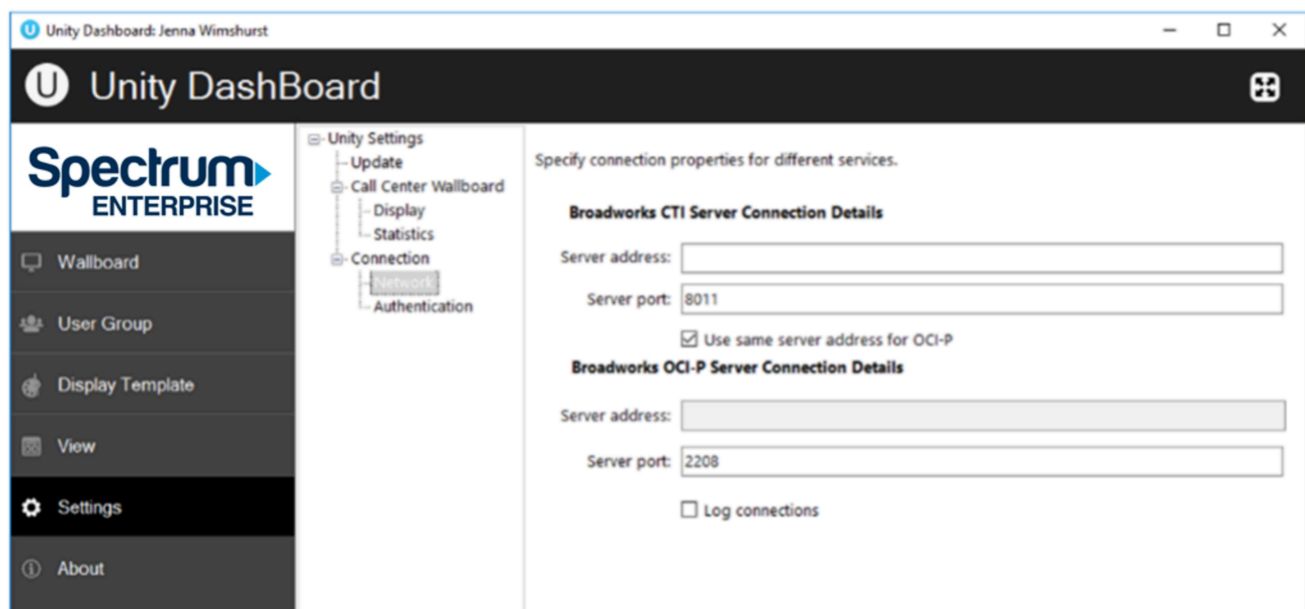 U Unity Dashboard: Jenna Wimshurst
U Unity DashBoard
Spectrum
ENTERPRISE
Wallboard
User Group
Display Template
View
Settings
About
Unity Settings
Update
Call Center Wallboard
Display
Statistics
Connection
Network
Authentication
Specify connection properties for different services.
Broadworks CTI Server Connection Details
Server address:
Server port: 8011
Use same server address for OCI-P
Broadworks OCI-P Server Connection Details
Server address:
Server port: 2208
Log connections